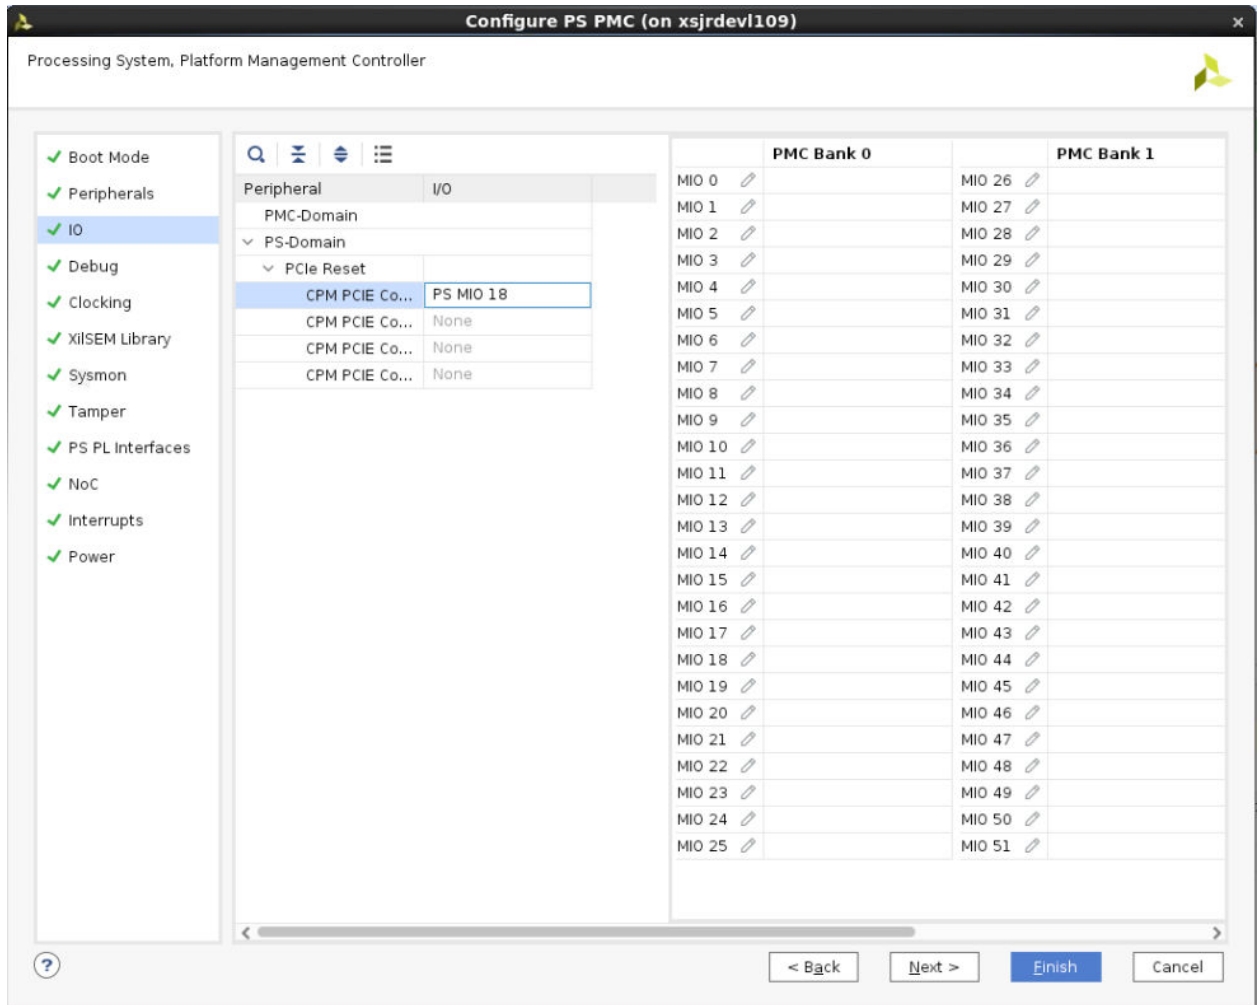 Configure PS PMC (on xsjrdevl109)
Processing System, Platform Management Controller
Boot Mode
Peripherals
IO
Debug
Clocking
XilSEM Library
Sysmon
Tamper
PS PL Interfaces
NoC
Interrupts
Power
Peripheral I/O
PMC-Domain
PS-Domain
PCIe Reset
CPM PCIE Co... PS MIO 18
CPM PCIE Co... None
CPM PCIE Co... None
CPM PCIE Co... None
PMC Bank 0 PMC Bank 1
MIO 0 MIO 26
MIO 1 MIO 27
MIO 2 MIO 28
MIO 3 MIO 29
MIO 4 MIO 30
MIO 5 MIO 31
MIO 6 MIO 32
MIO 7 MIO 33
MIO 8 MIO 34
MIO 9 MIO 35
MIO 10 MIO 36
MIO 11 MIO 37
MIO 12 MIO 38
MIO 13 MIO 39
MIO 14 MIO 40
MIO 15 MIO 41
MIO 16 MIO 42
MIO 17 MIO 43
MIO 18 MIO 44
MIO 19 MIO 45
MIO 20 MIO 46
MIO 21 MIO 47
MIO 22 MIO 48
MIO 23 MIO 49
MIO 24 MIO 50
MIO 25 MIO 51
? < Back Next > Finish Cancel